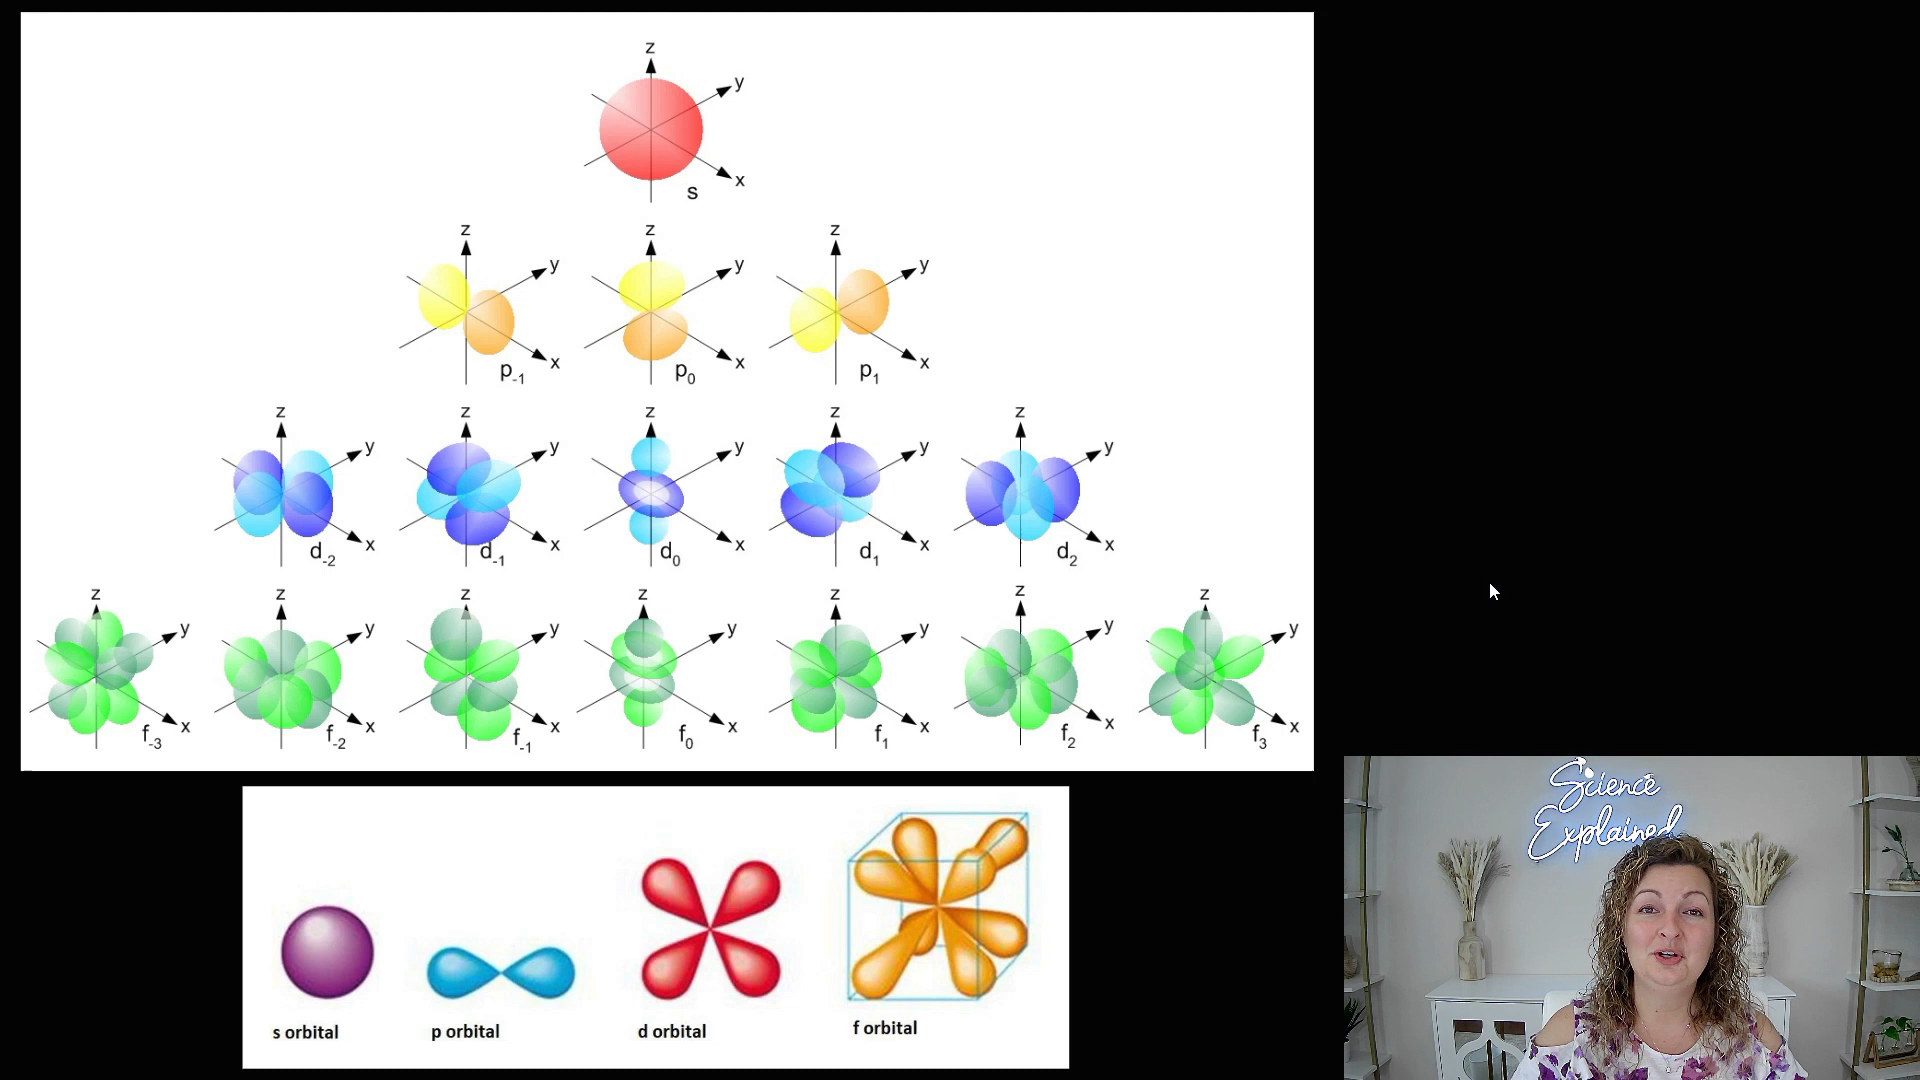 z
y
x
s
z
y
x
p-1
z
y
x
p0
z
y
x
p1
z
y
x
d-2
z
y
x
d-1
z
y
x
d0
z
y
x
d1
z
y
x
d2
z
y
x
f-3
z
y
x
f-2
z
y
x
f-1
z
y
x
f0
z
y
x
f1
z
y
x
f2
z
y
x
f3
s orbital
p orbital
d orbital
f orbital
Science
Explained